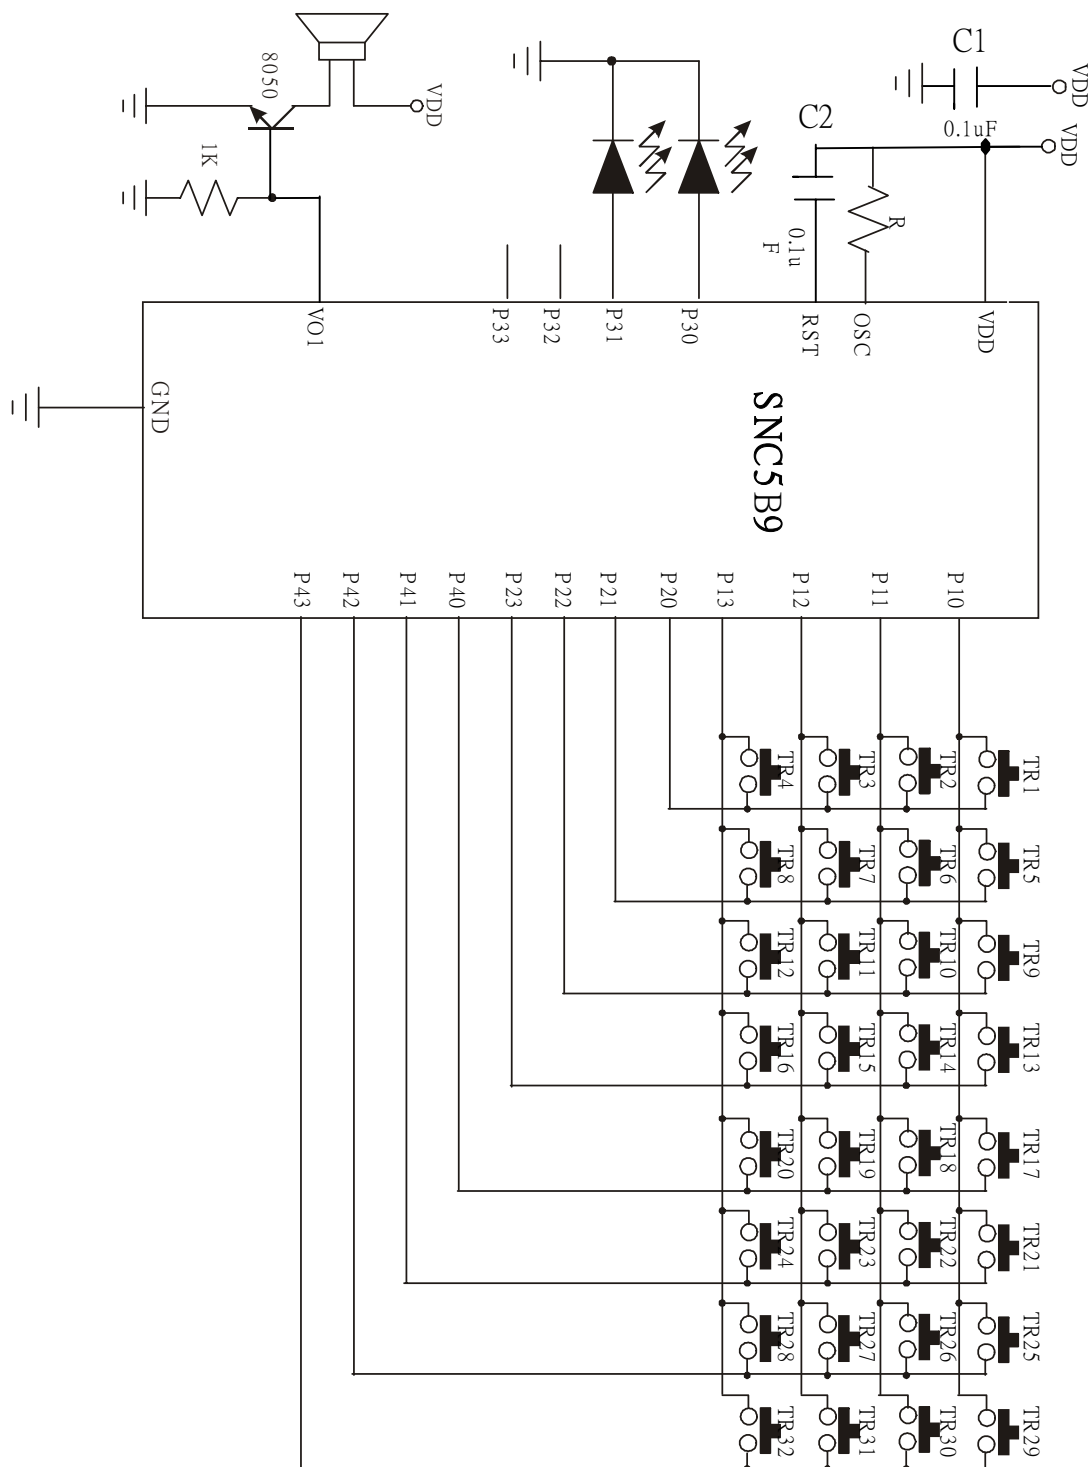 C1
VDD
0.1uF
VDD
C2
0.1u
F
R
8050
VDD
1K
VO1
P33
P32
P31
P30
RST
OSC
VDD
GND
SNC5B9
P43
P42
P41
P40
P23
P22
P21
P20
P13
P12
P11
P10
TR4
TR3
TR2
TR1
TR8
TR7
TR6
TR5
TR12
TR11
TR10
TR9
TR16
TR15
TR14
TR13
TR20
TR19
TR18
TR17
TR24
TR23
TR22
TR21
TR28
TR27
TR26
TR25
TR32
TR31
TR30
TR29